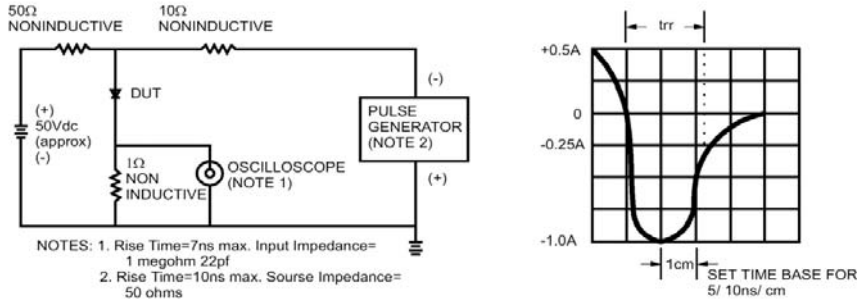 50Ω
NONINDUCTIVE
10Ω
NONINDUCTIVE
DUT
(+)
50Vdc
(approx)
(-)
1Ω
NON
INDUCTIVE
OSCILLOSCOPE
(NOTE 1)
(-)
PULSE
GENERATOR
(NOTE 2)
(+)
NOTES: 1. Rise Time=7ns max. Input Impedance=
1 megohm 22pf
2. Rise Time=10ns max. Sourse Impedance=
50 ohms
trr
+0.5A
0
-0.25A
-1.0A
1cm
SET TIME BASE FOR
5/ 10ns/ cm